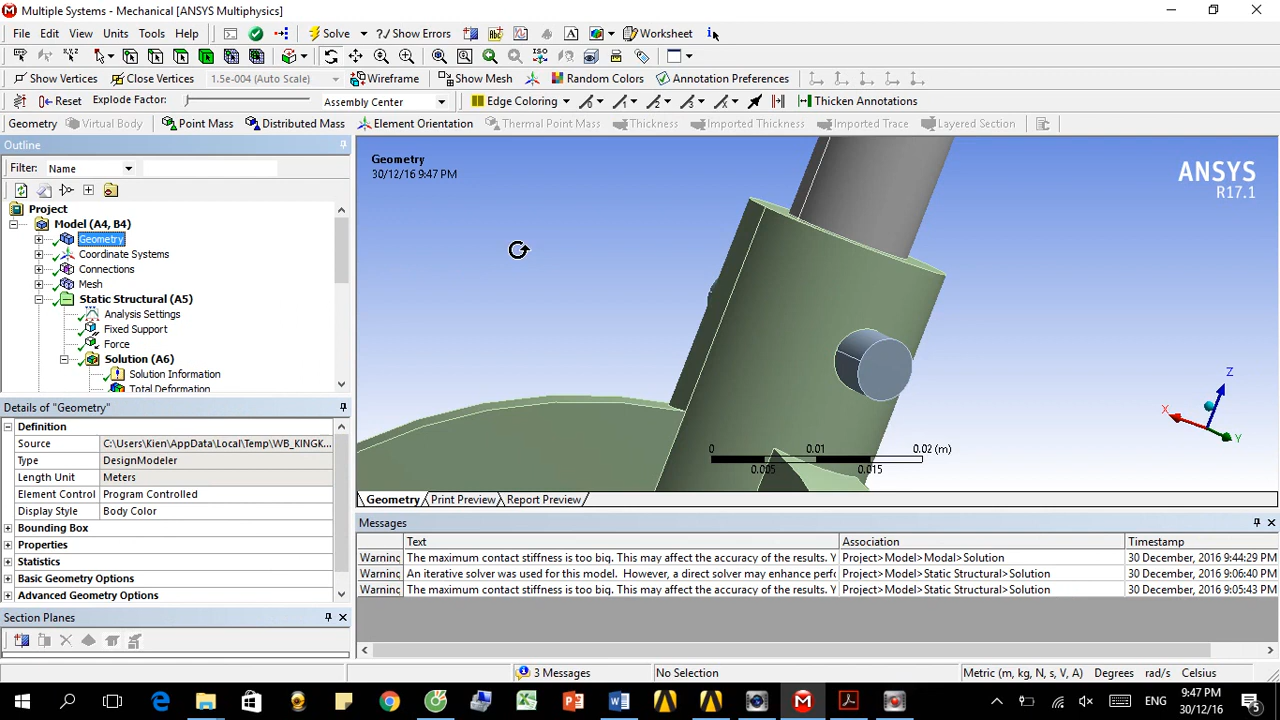 Multiple Systems - Mechanical [ANSYS Multiphysics]
File Edit View Units Tools Help Solve ?/ Show Errors Worksheet
Show Vertices Close Vertices 1.5e-004 (Auto Scale) Wireframe Show Mesh Random Colors Annotation Preferences
Reset Explode Factor: Assembly Center Edge Coloring Thicken Annotations
Geometry Virtual Body Point Mass Distributed Mass Element Orientation Thermal Point Mass Thickness Imported Thickness Imported Trace Layered Section
Outline
Filter: Name
Project
Model (A4, B4)
Geometry
Coordinate Systems
Connections
Mesh
Static Structural (A5)
Analysis Settings
Fixed Support
Force
Solution (A6)
Solution Information
Total Deformation
Details of "Geometry"
Definition
Source C:\Users\Kien\AppData\Local\Temp\WB_KINGK...
Type DesignModeler
Length Unit Meters
Element Control Program Controlled
Display Style Body Color
Bounding Box
Properties
Statistics
Basic Geometry Options
Advanced Geometry Options
Section Planes
Geometry
30/12/16 9:47 PM
ANSYS
R17.1
Z
X
Y
0 0.01 0.02 (m)
0.005 0.015
Geometry Print Preview Report Preview
Messages
Text Association Timestamp
Warninc The maximum contact stiffness is too big. This may affect the accuracy of the results. Y Project>Model>Modal>Solution 30 December, 2016 9:44:29 PM
Warninc An iterative solver was used for this model. However, a direct solver may enhance perfo Project>Model>Static Structural>Solution 30 December, 2016 9:06:40 PM
Warninc The maximum contact stiffness is too big. This may affect the accuracy of the results. Y Project>Model>Static Structural>Solution 30 December, 2016 9:05:43 PM
3 Messages No Selection Metric (m, kg, N, s, V, A) Degrees rad/s Celsius
ENG 9:47 PM
30/12/16
5